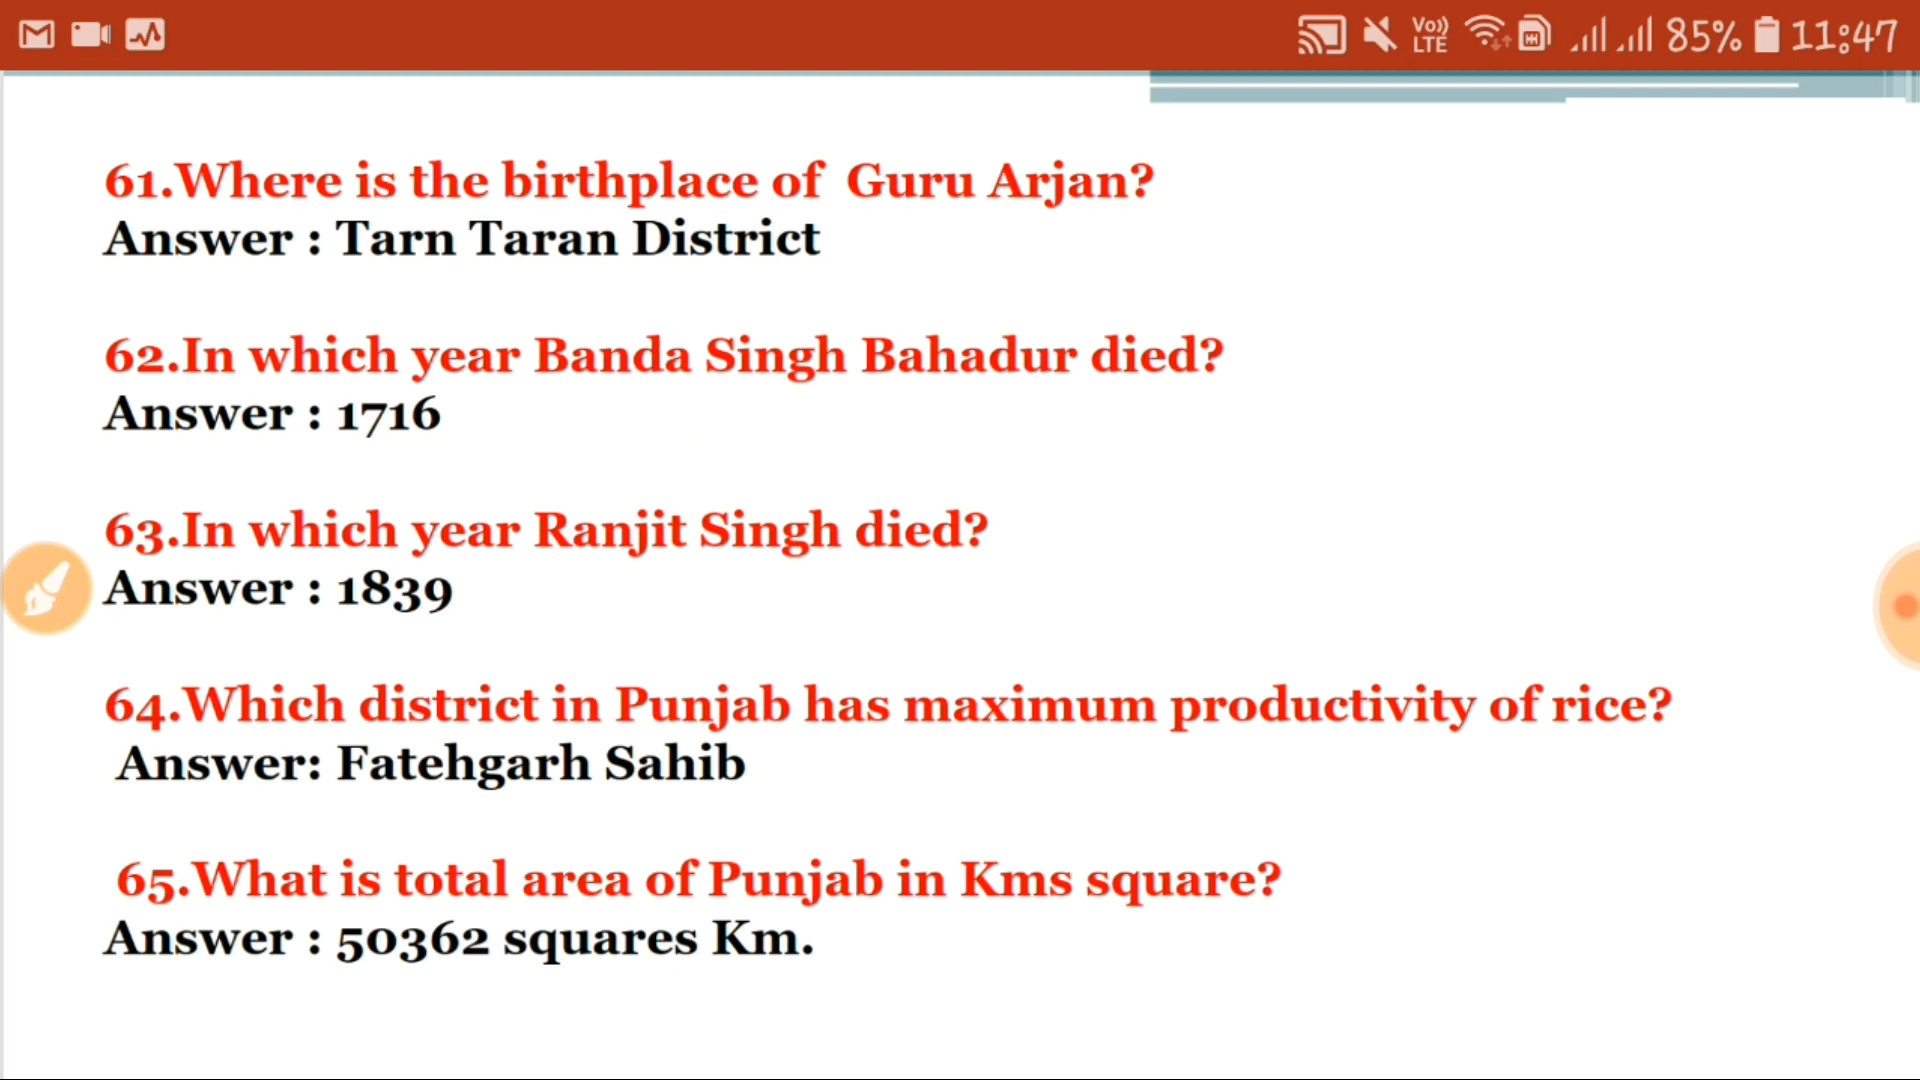 Vo)) LTE 85% 11:47
61.Where is the birthplace of Guru Arjan?
Answer : Tarn Taran District
62.In which year Banda Singh Bahadur died?
Answer : 1716
63.In which year Ranjit Singh died?
Answer : 1839
64.Which district in Punjab has maximum productivity of rice?
Answer: Fatehgarh Sahib
65.What is total area of Punjab in Kms square?
Answer : 50362 squares Km.